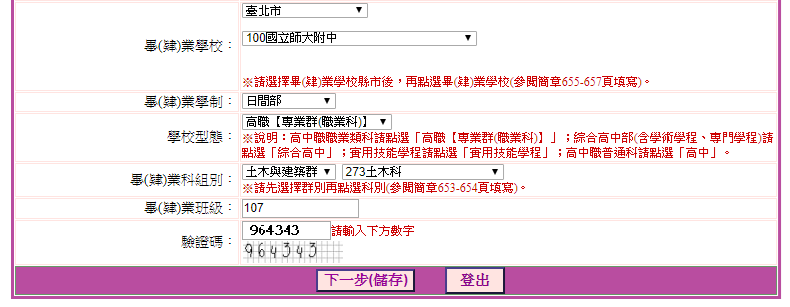 臺北市
畢(肄)業學校：
100國立師大附中
※請選擇畢(肄)業學校縣市後，再點選畢(肄)業學校(參閱簡章655-657頁填寫)。
畢(肄)業學制：日間部
高職【專業群(職業科)】
學校型態：
※說明：高中職職業類科請點選「高職【專業群(職業科)】」；綜合高中部(含學術學程、專門學程)請
點選「綜合高中」；實用技能學程請點選「實用技能學程」；高中職普通科請點選「高中」。
畢(肄)業科組別：土木與建築群 273土木科
※請先選擇群別再點選科別(參閱簡章653-654頁填寫)。
畢(肄)業班級：107
驗證碼：964343請輸入下方數字
964343
下一步(儲存) 登出